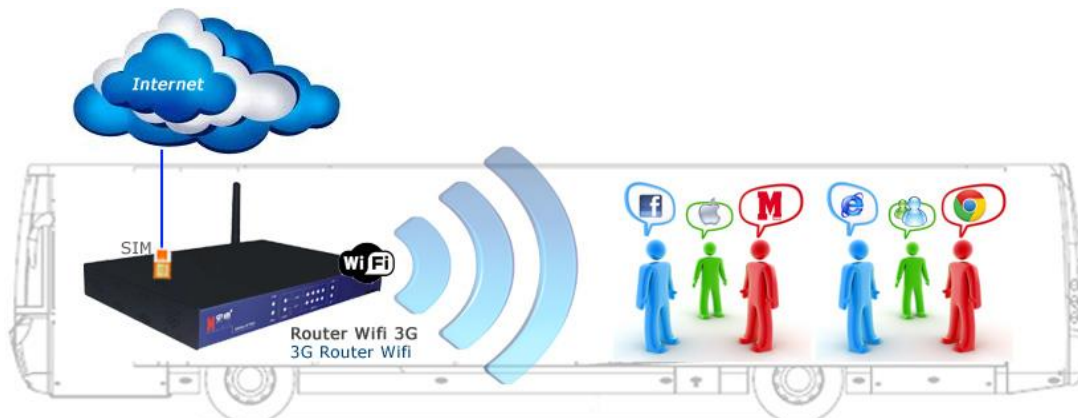 Internet
SIM
WiFi
Router Wifi 3G
3G Router Wifi
f
M
e